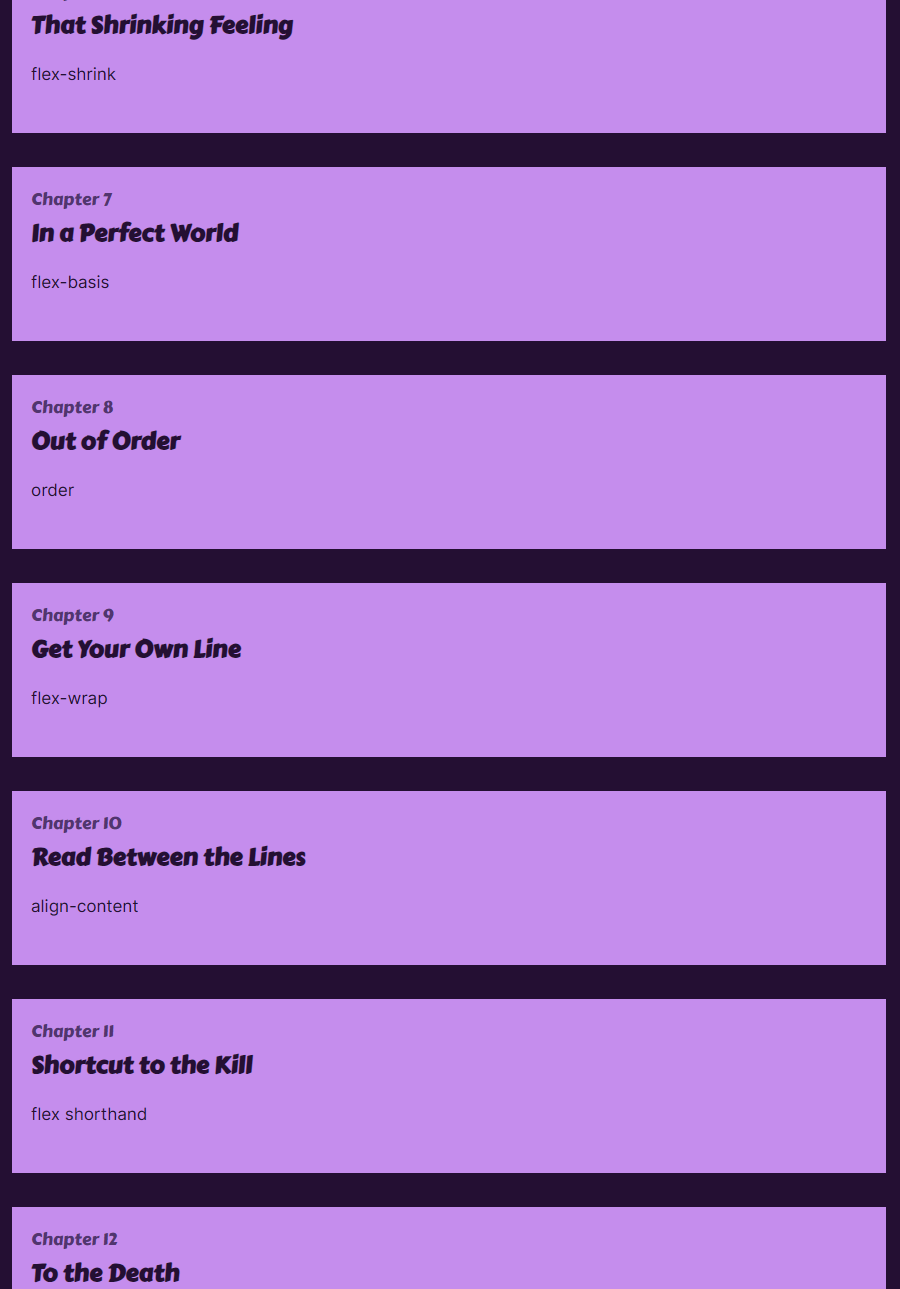 That Shrinking Feeling
flex-shrink
Chapter 7
In a Perfect World
flex-basis
Chapter 8
Out of Order
order
Chapter 9
Get Your Own Line
flex-wrap
Chapter 10
Read Between the Lines
align-content
Chapter 11
Shortcut to the Kill
flex shorthand
Chapter 12
To the Death